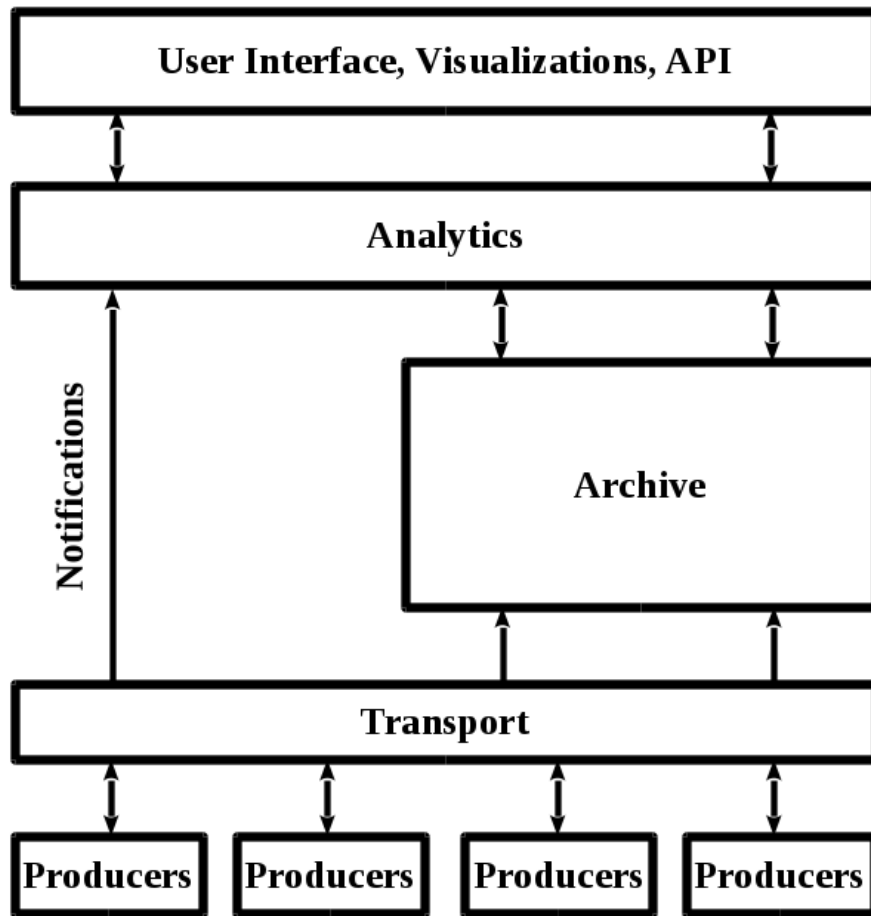 User Interface, Visualizations, API
Analytics
Notifications
Archive
Transport
Producers
Producers
Producers
Producers